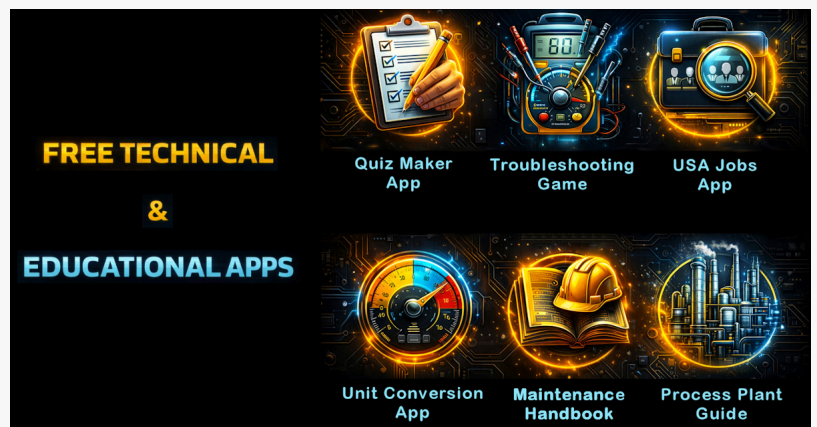 FREE TECHNICAL
&
EDUCATIONAL APPS
80.
Quiz Maker
App
Troubleshooting
Game
USA Jobs
App
Unit Conversion
App
Maintenance
Handbook
Process Plant
Guide